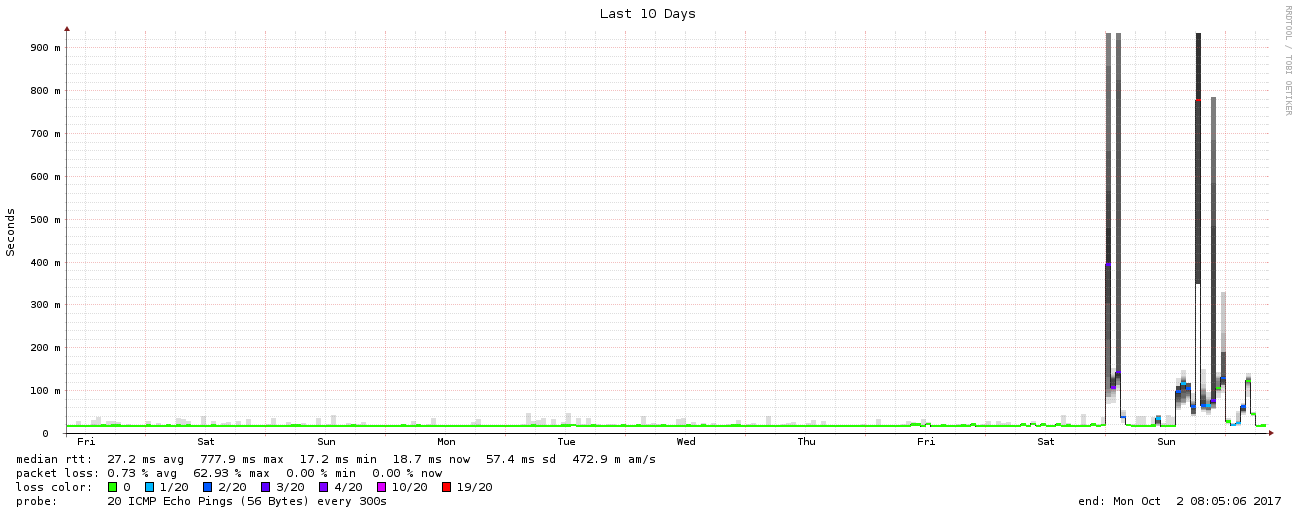 Last 10 Days
RRDTOOL / TOBI OETIKER
Seconds
900 m
800 m
700 m
600 m
500 m
400 m
300 m
200 m
100 m
0
Fri Sat Sun Mon Tue Wed Thu Fri Sat Sun
median rtt: 27.2 ms avg 777.9 ms max 17.2 ms min 18.7 ms now 57.4 ms sd 472.9 m am/s
packet loss: 0.73 % avg 62.93 % max 0.00 % min 0.00 % now
loss color: 0 1/20 2/20 3/20 4/20 10/20 19/20
probe: 20 ICMP Echo Pings (56 Bytes) every 300s end: Mon Oct 2 08:05:06 2017